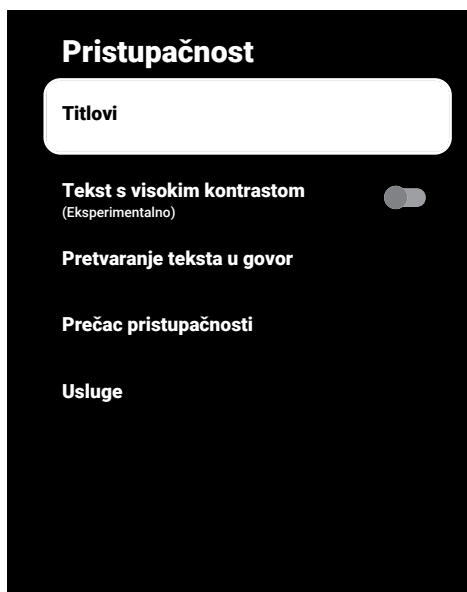 Pristupačnost
Titlovi
Tekst s visokim kontrastom
(Eksperimentalno)
Pretvaranje teksta u govor
Prečac pristupačnosti
Usluge